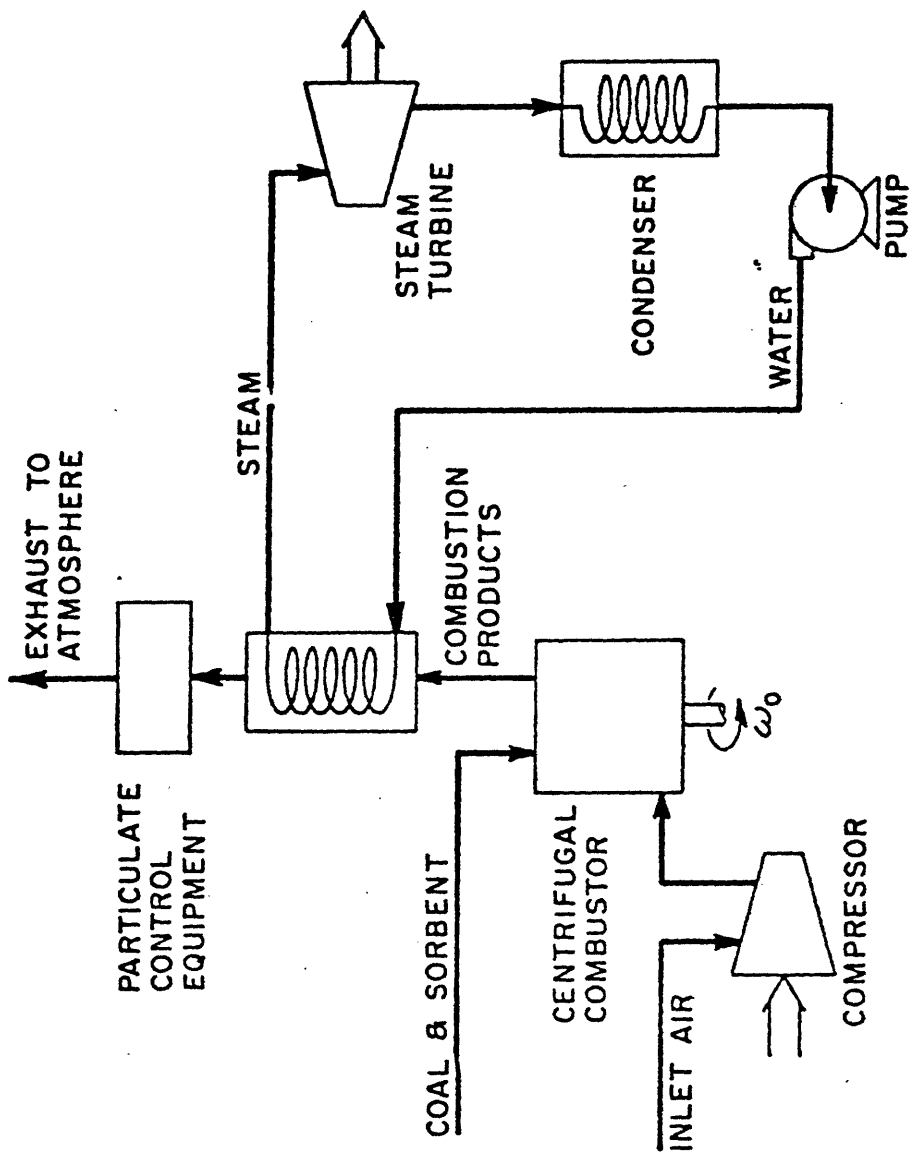 EXHAUST TO
ATMOSPHERE
PARTICULATE
CONTROL
EQUIPMENT
STEAM
STEAM
TURBINE
COAL & SORBENT
COMBUSTION
PRODUCTS
CONDENSER
CENTRIFUGAL
COMBUSTOR
ω₀
INLET AIR
WATER
COMPRESSOR
PUMP